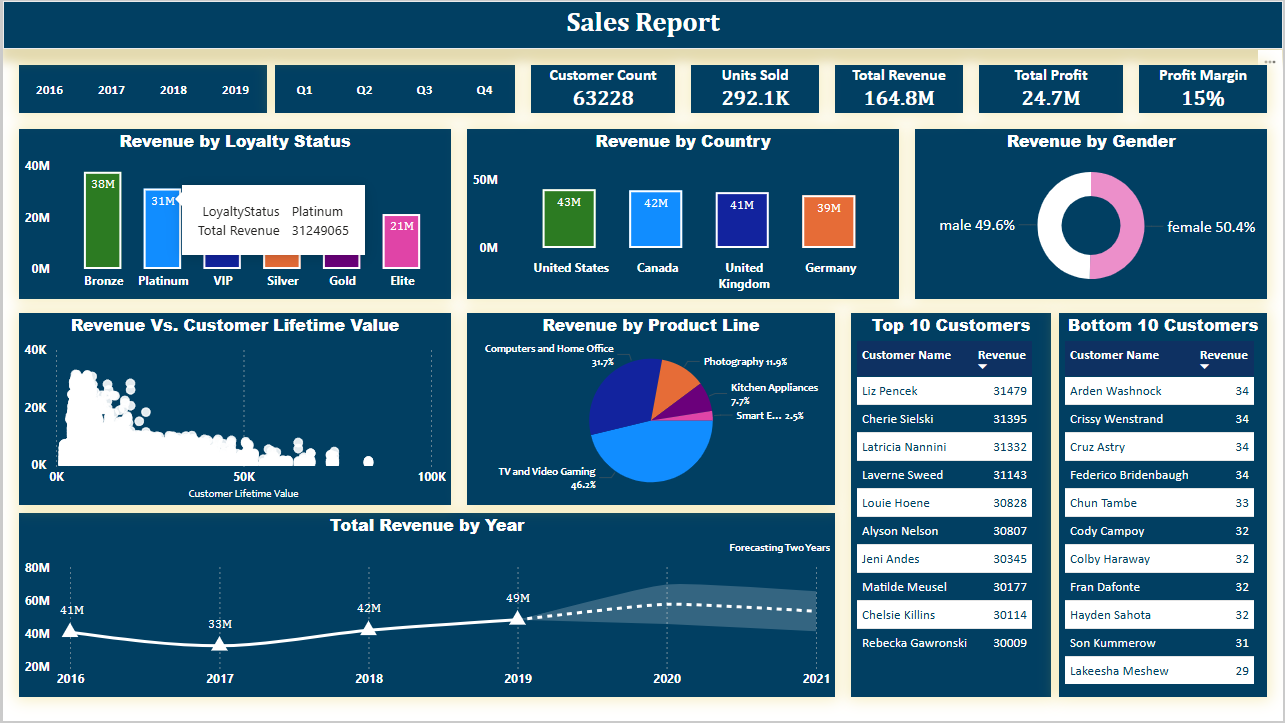 Sales Report
2016 2017 2018 2019
Q1 Q2 Q3 Q4
Customer Count
63228
Units Sold
292.1K
Total Revenue
164.8M
Total Profit
24.7M
Profit Margin
15%
Revenue by Loyalty Status
40M
20M
0M
38M
31M
21M
LoyaltyStatus Platinum
Total Revenue 31249065
Bronze Platinum VIP Silver Gold Elite
Revenue by Country
50M
0M
43M
42M
41M
39M
United States
Canada
United
Kingdom
Germany
Revenue by Gender
male 49.6%
female 50.4%
Revenue Vs. Customer Lifetime Value
40K
20K
0K
0K 50K 100K
Customer Lifetime Value
Revenue by Product Line
Computers and Home Office
31.7%
Photography 11.9%
Kitchen Appliances
7.7%
Smart E... 2.5%
TV and Video Gaming
46.2%
Top 10 Customers
Customer Name Revenue
Liz Pencek 31479
Cherie Sielski 31395
Latricia Nannini 31332
Laverne Sweed 31143
Louie Hoene 30828
Alyson Nelson 30807
Jeni Andes 30345
Matilde Meusel 30177
Chelsie Killins 30114
Rebecka Gawronski 30009
Bottom 10 Customers
Customer Name Revenue
Arden Washnock 34
Crissy Wenstrand 34
Cruz Astry 34
Federico Bridenbaugh 34
Chun Tambe 33
Cody Campoy 32
Colby Haraway 32
Fran Dafonte 32
Hayden Sahota 32
Son Kummerow 31
Lakeesha Meshew 29
Total Revenue by Year
Forecasting Two Years
80M
60M
40M
20M
41M
33M
42M
49M
2016 2017 2018 2019 2020 2021